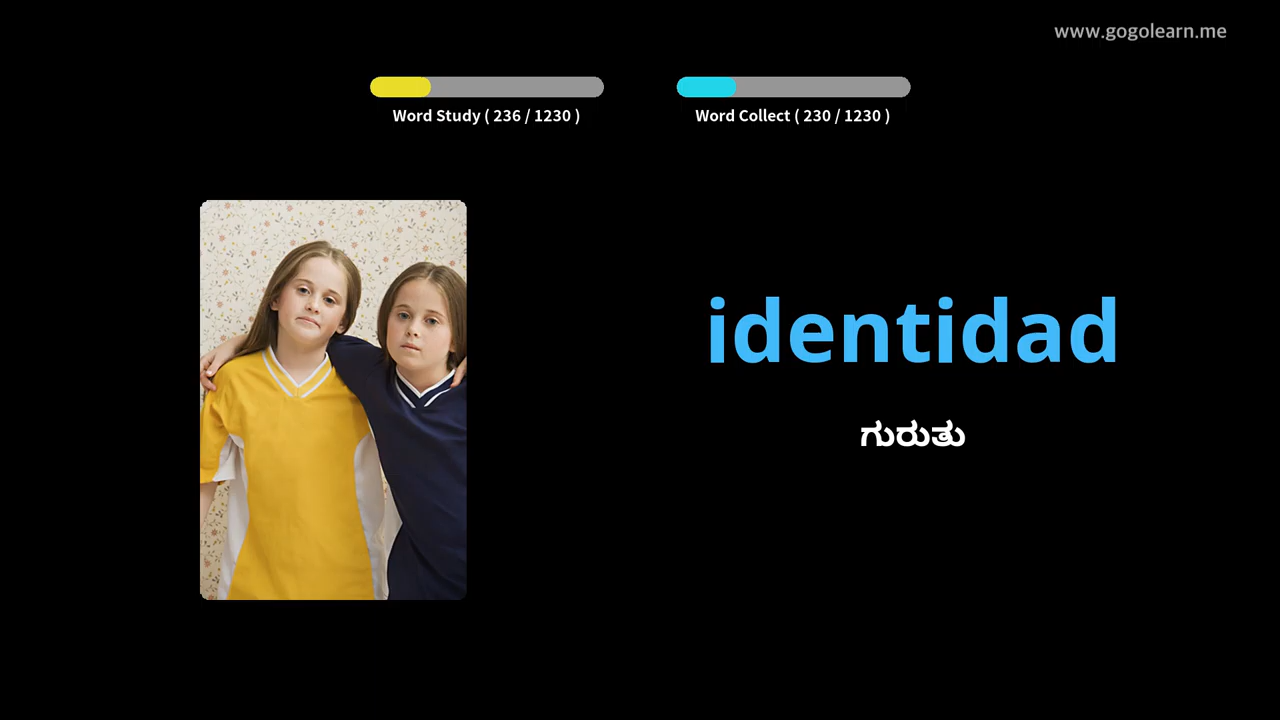 www.gogolearn.me
Word Study ( 236 / 1230 )
Word Collect ( 230 / 1230 )
identidad
ಗುರುತು